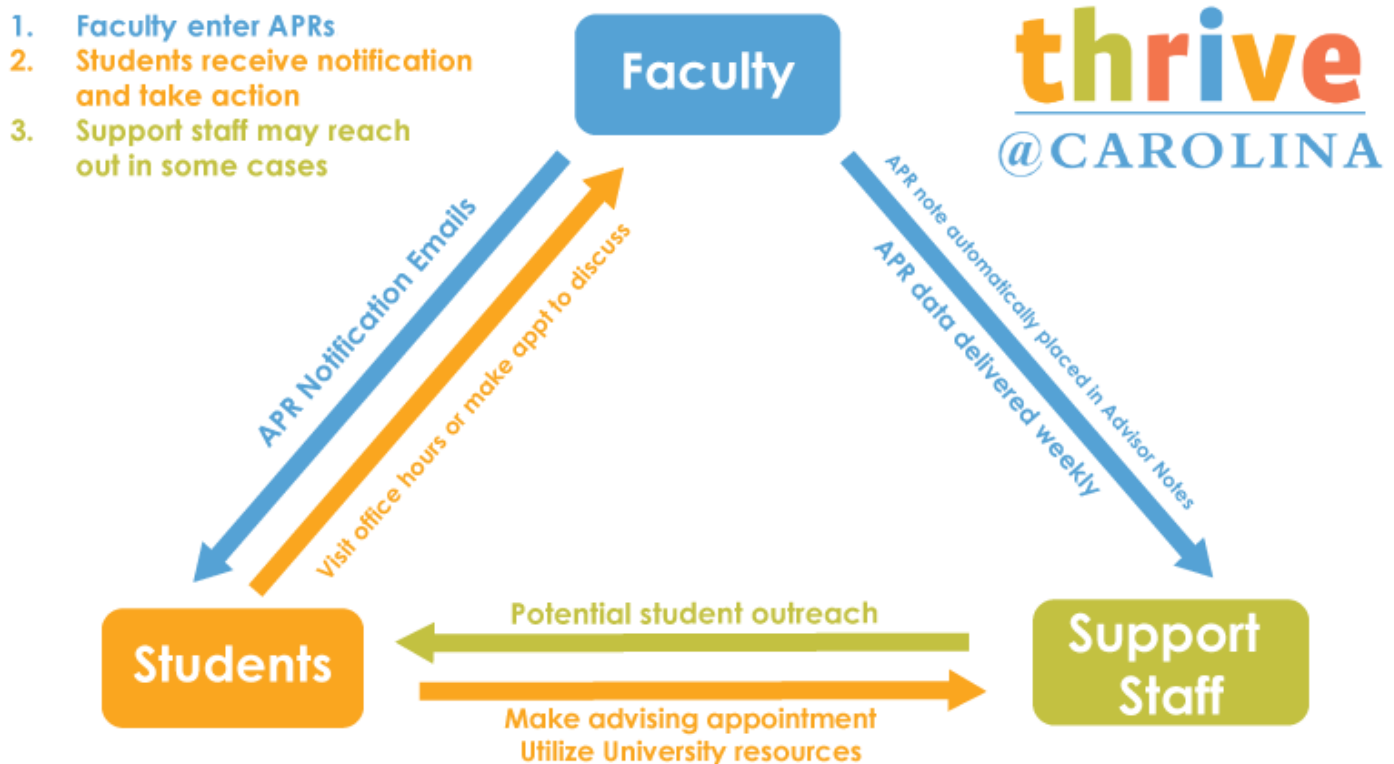 1. Faculty enter APRs
2. Students receive notification
and take action
3. Support staff may reach
out in some cases
Faculty
thrive
@CAROLINA
APR Notification Emails
Visit office hours or make appt to discuss
APR note automatically placed in Advisor Notes
APR data delivered weekly
Potential student outreach
Students
Support
Staff
Make advising appointment
Utilize University resources